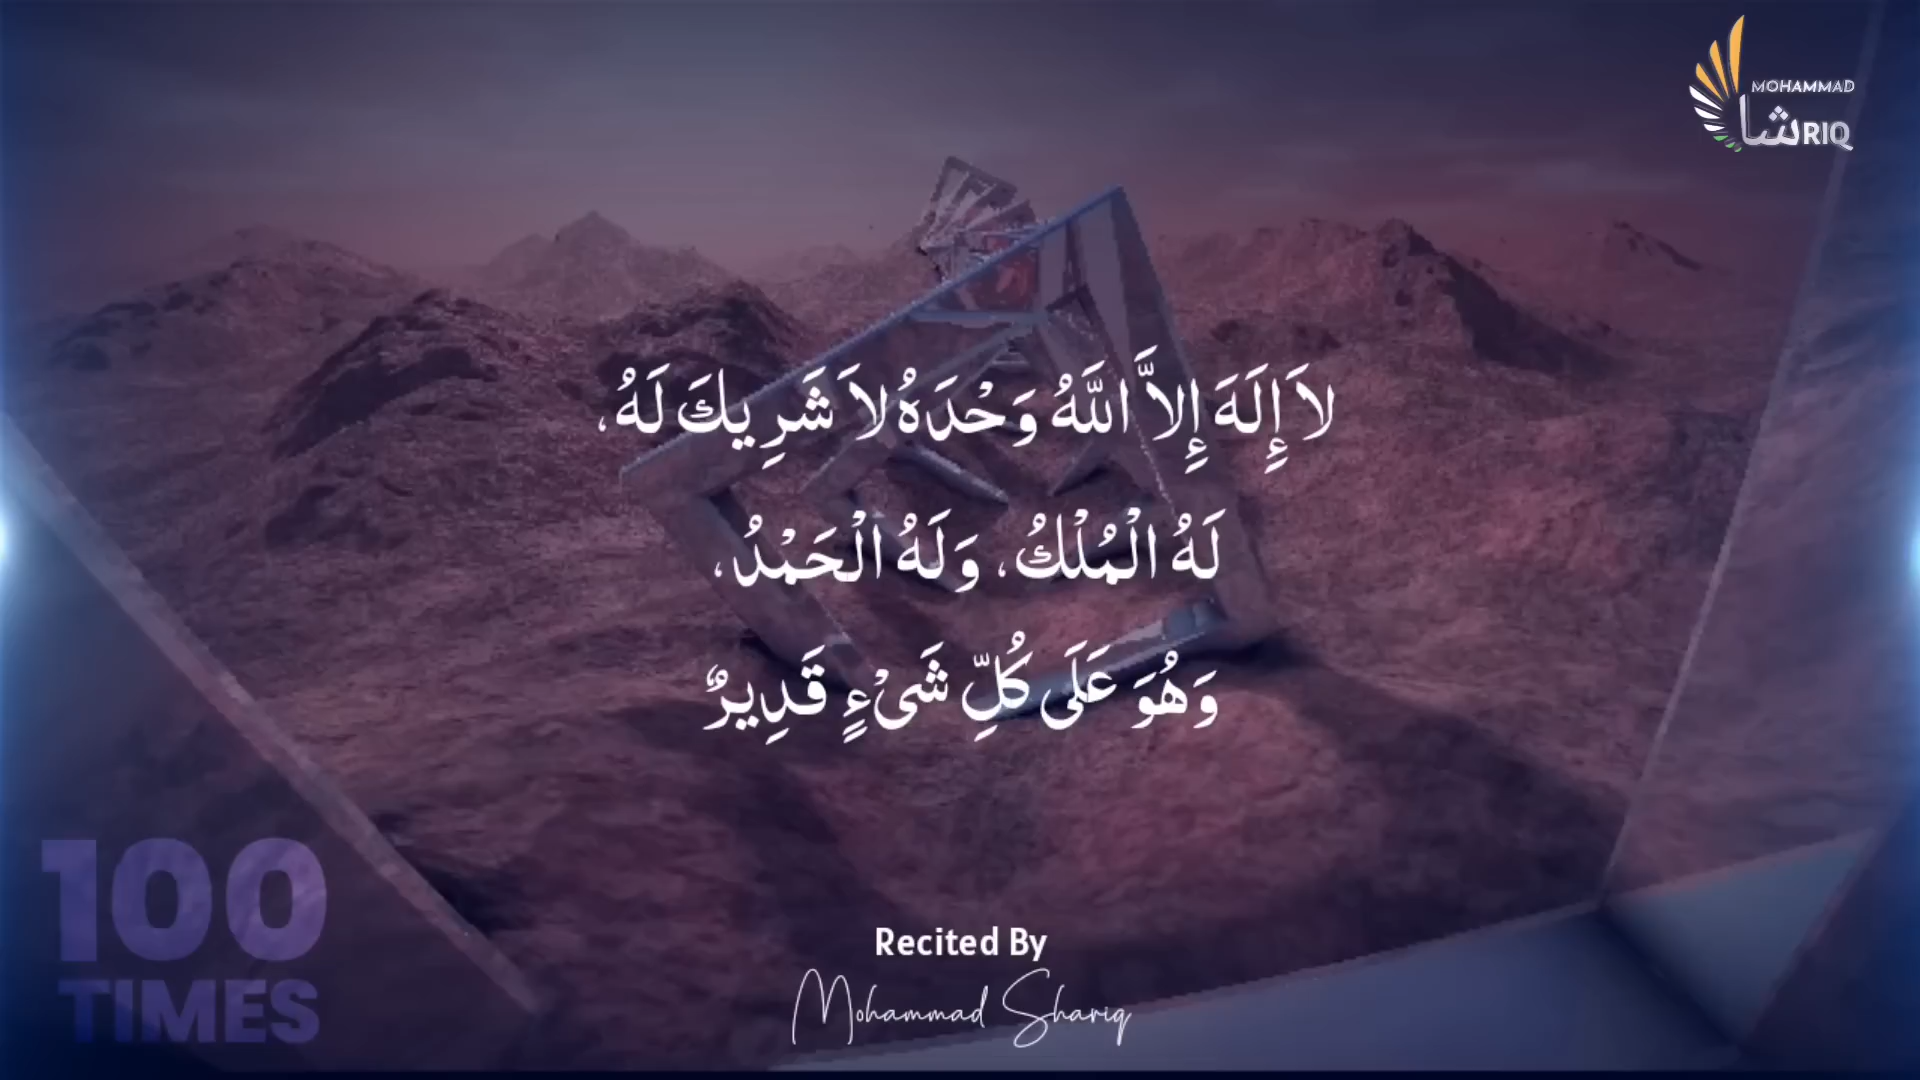 MOHAMMAD
شاRIQ
لاَ إِلَهَ إِلاَّ اللَّهُ وَحْدَهُ لاَ شَرِيكَ لَهُ،
لَهُ الْمُلْكُ، وَلَهُ الْحَمْدُ،
وَهُوَ عَلَى كُلِّ شَىْءٍ قَدِيرٌ
100
TIMES
Recited By
Mohammad Shariq